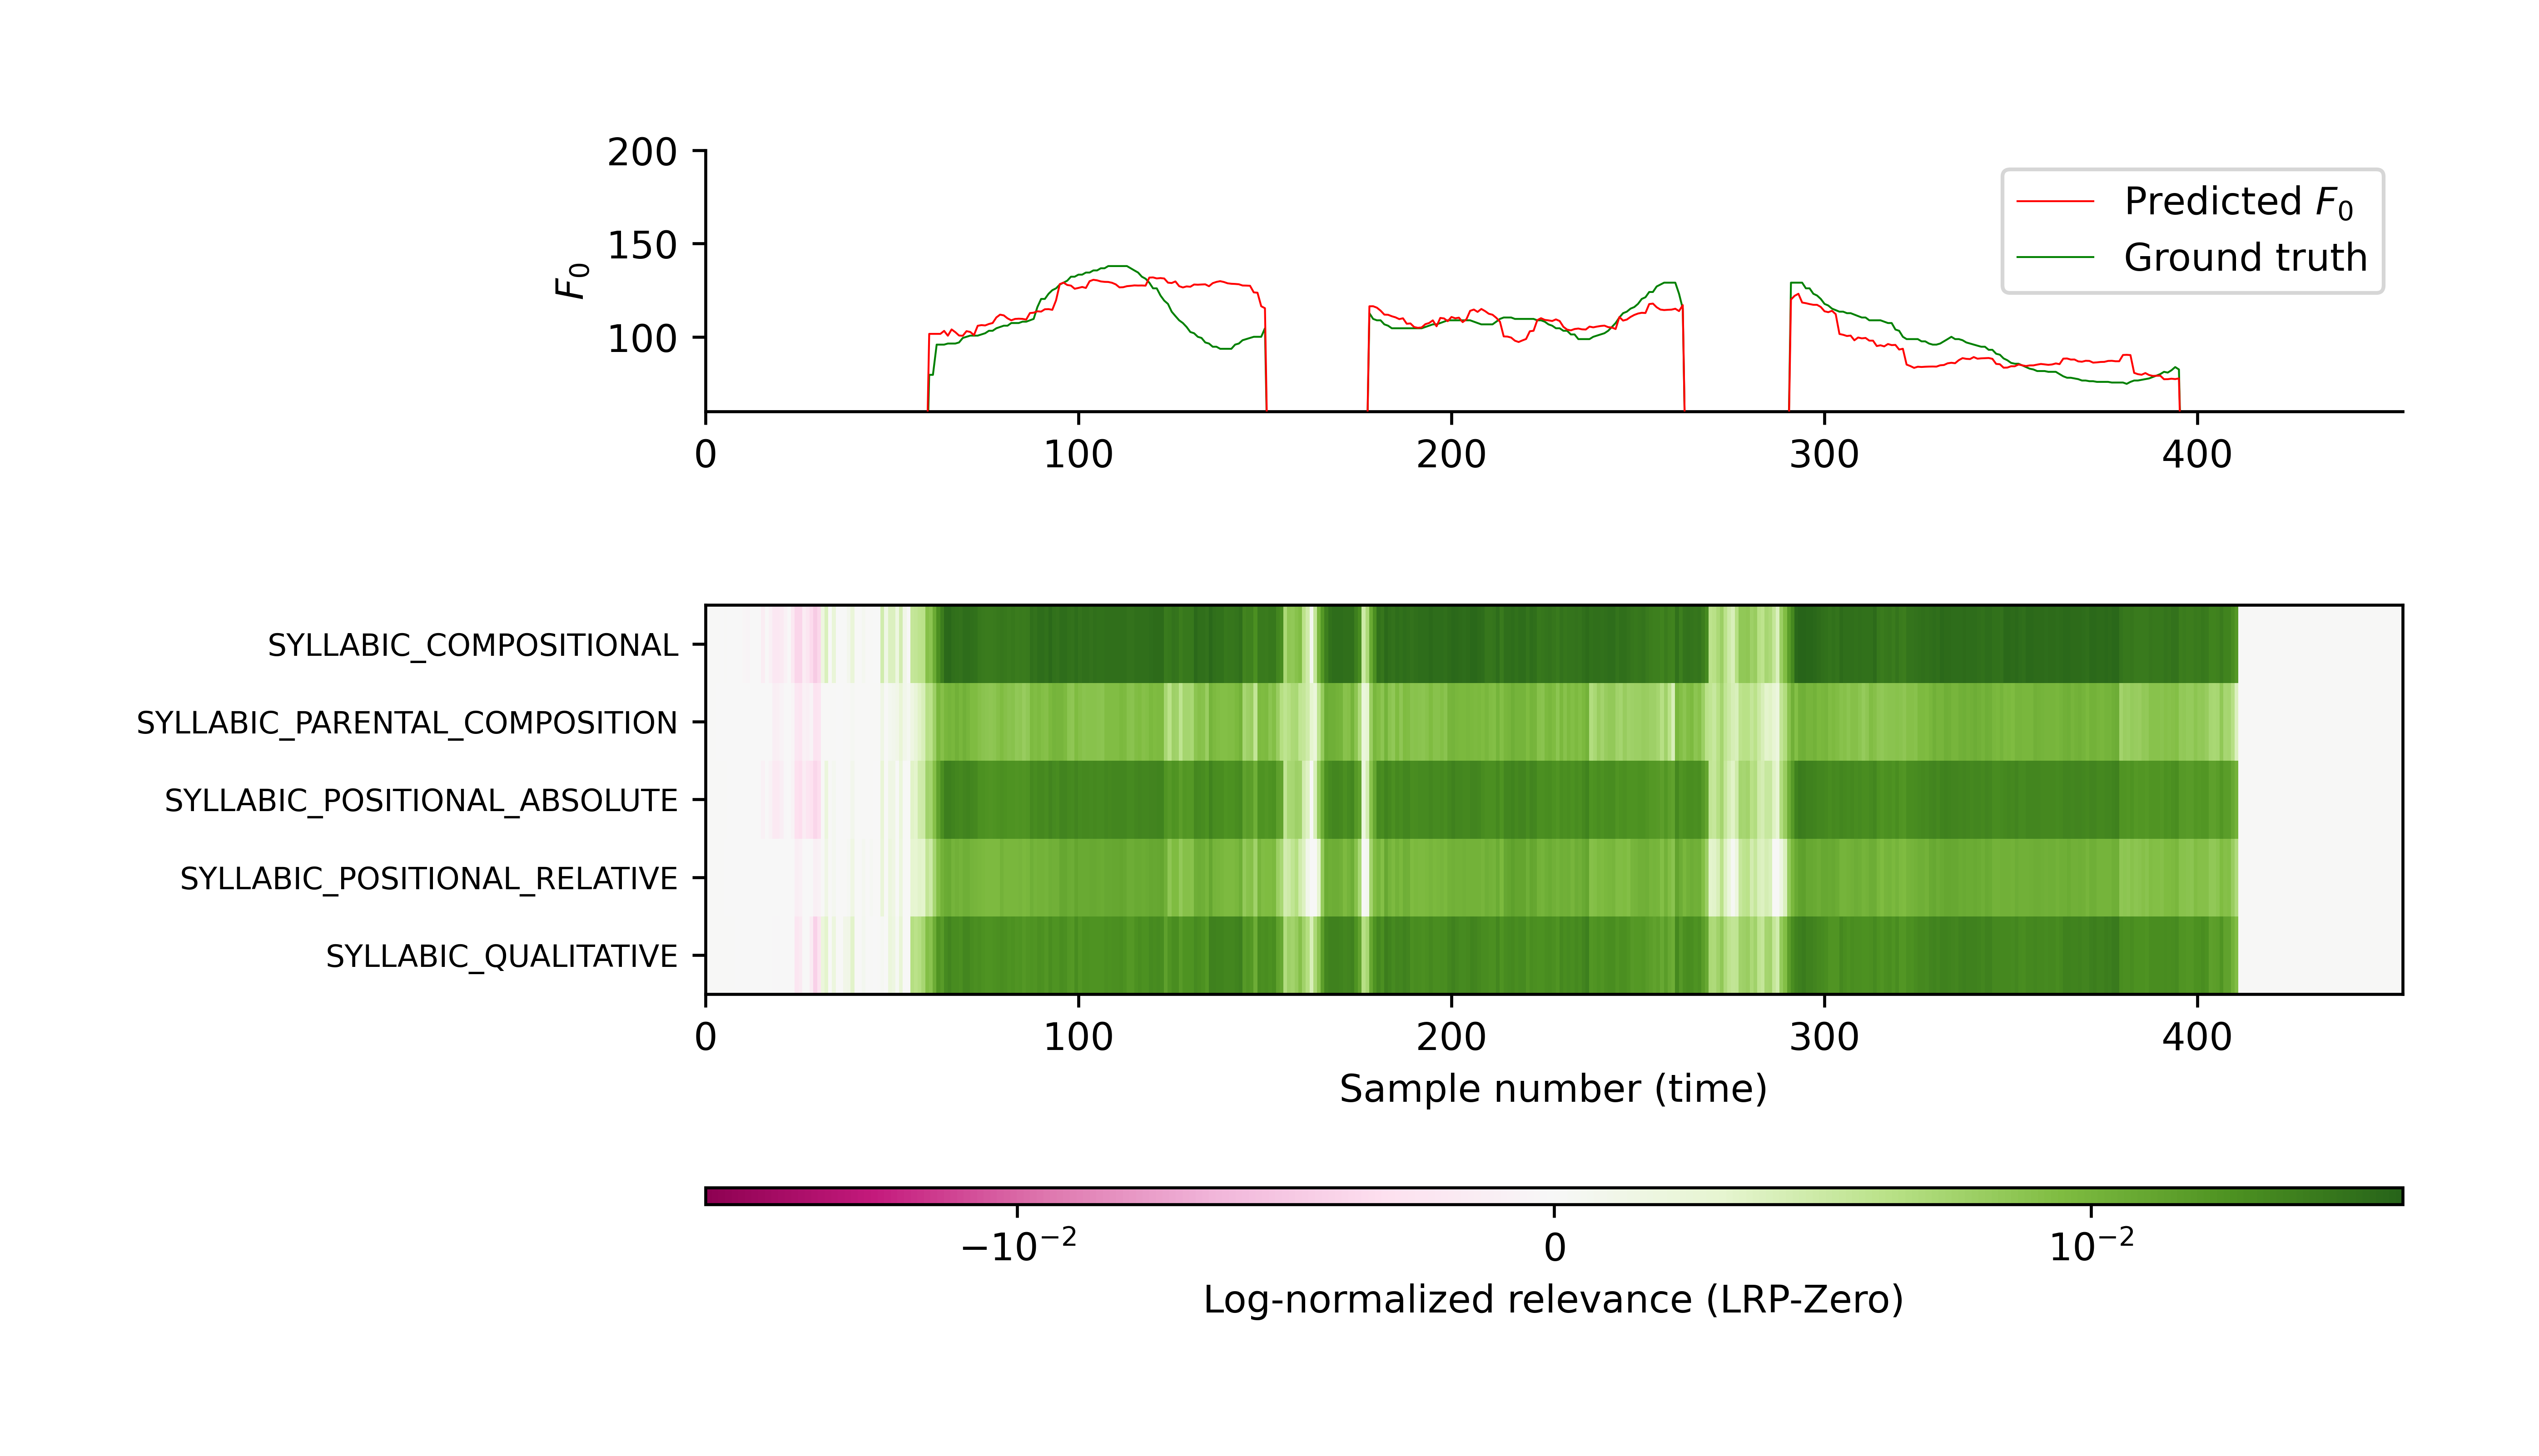 200
150
100
F₀
Predicted F₀
Ground truth
0 100 200 300 400
SYLLABIC_COMPOSITIONAL
SYLLABIC_PARENTAL_COMPOSITION
SYLLABIC_POSITIONAL_ABSOLUTE
SYLLABIC_POSITIONAL_RELATIVE
SYLLABIC_QUALITATIVE
0 100 200 300 400
Sample number (time)
−10⁻² 0 10⁻²
Log-normalized relevance (LRP-Zero)